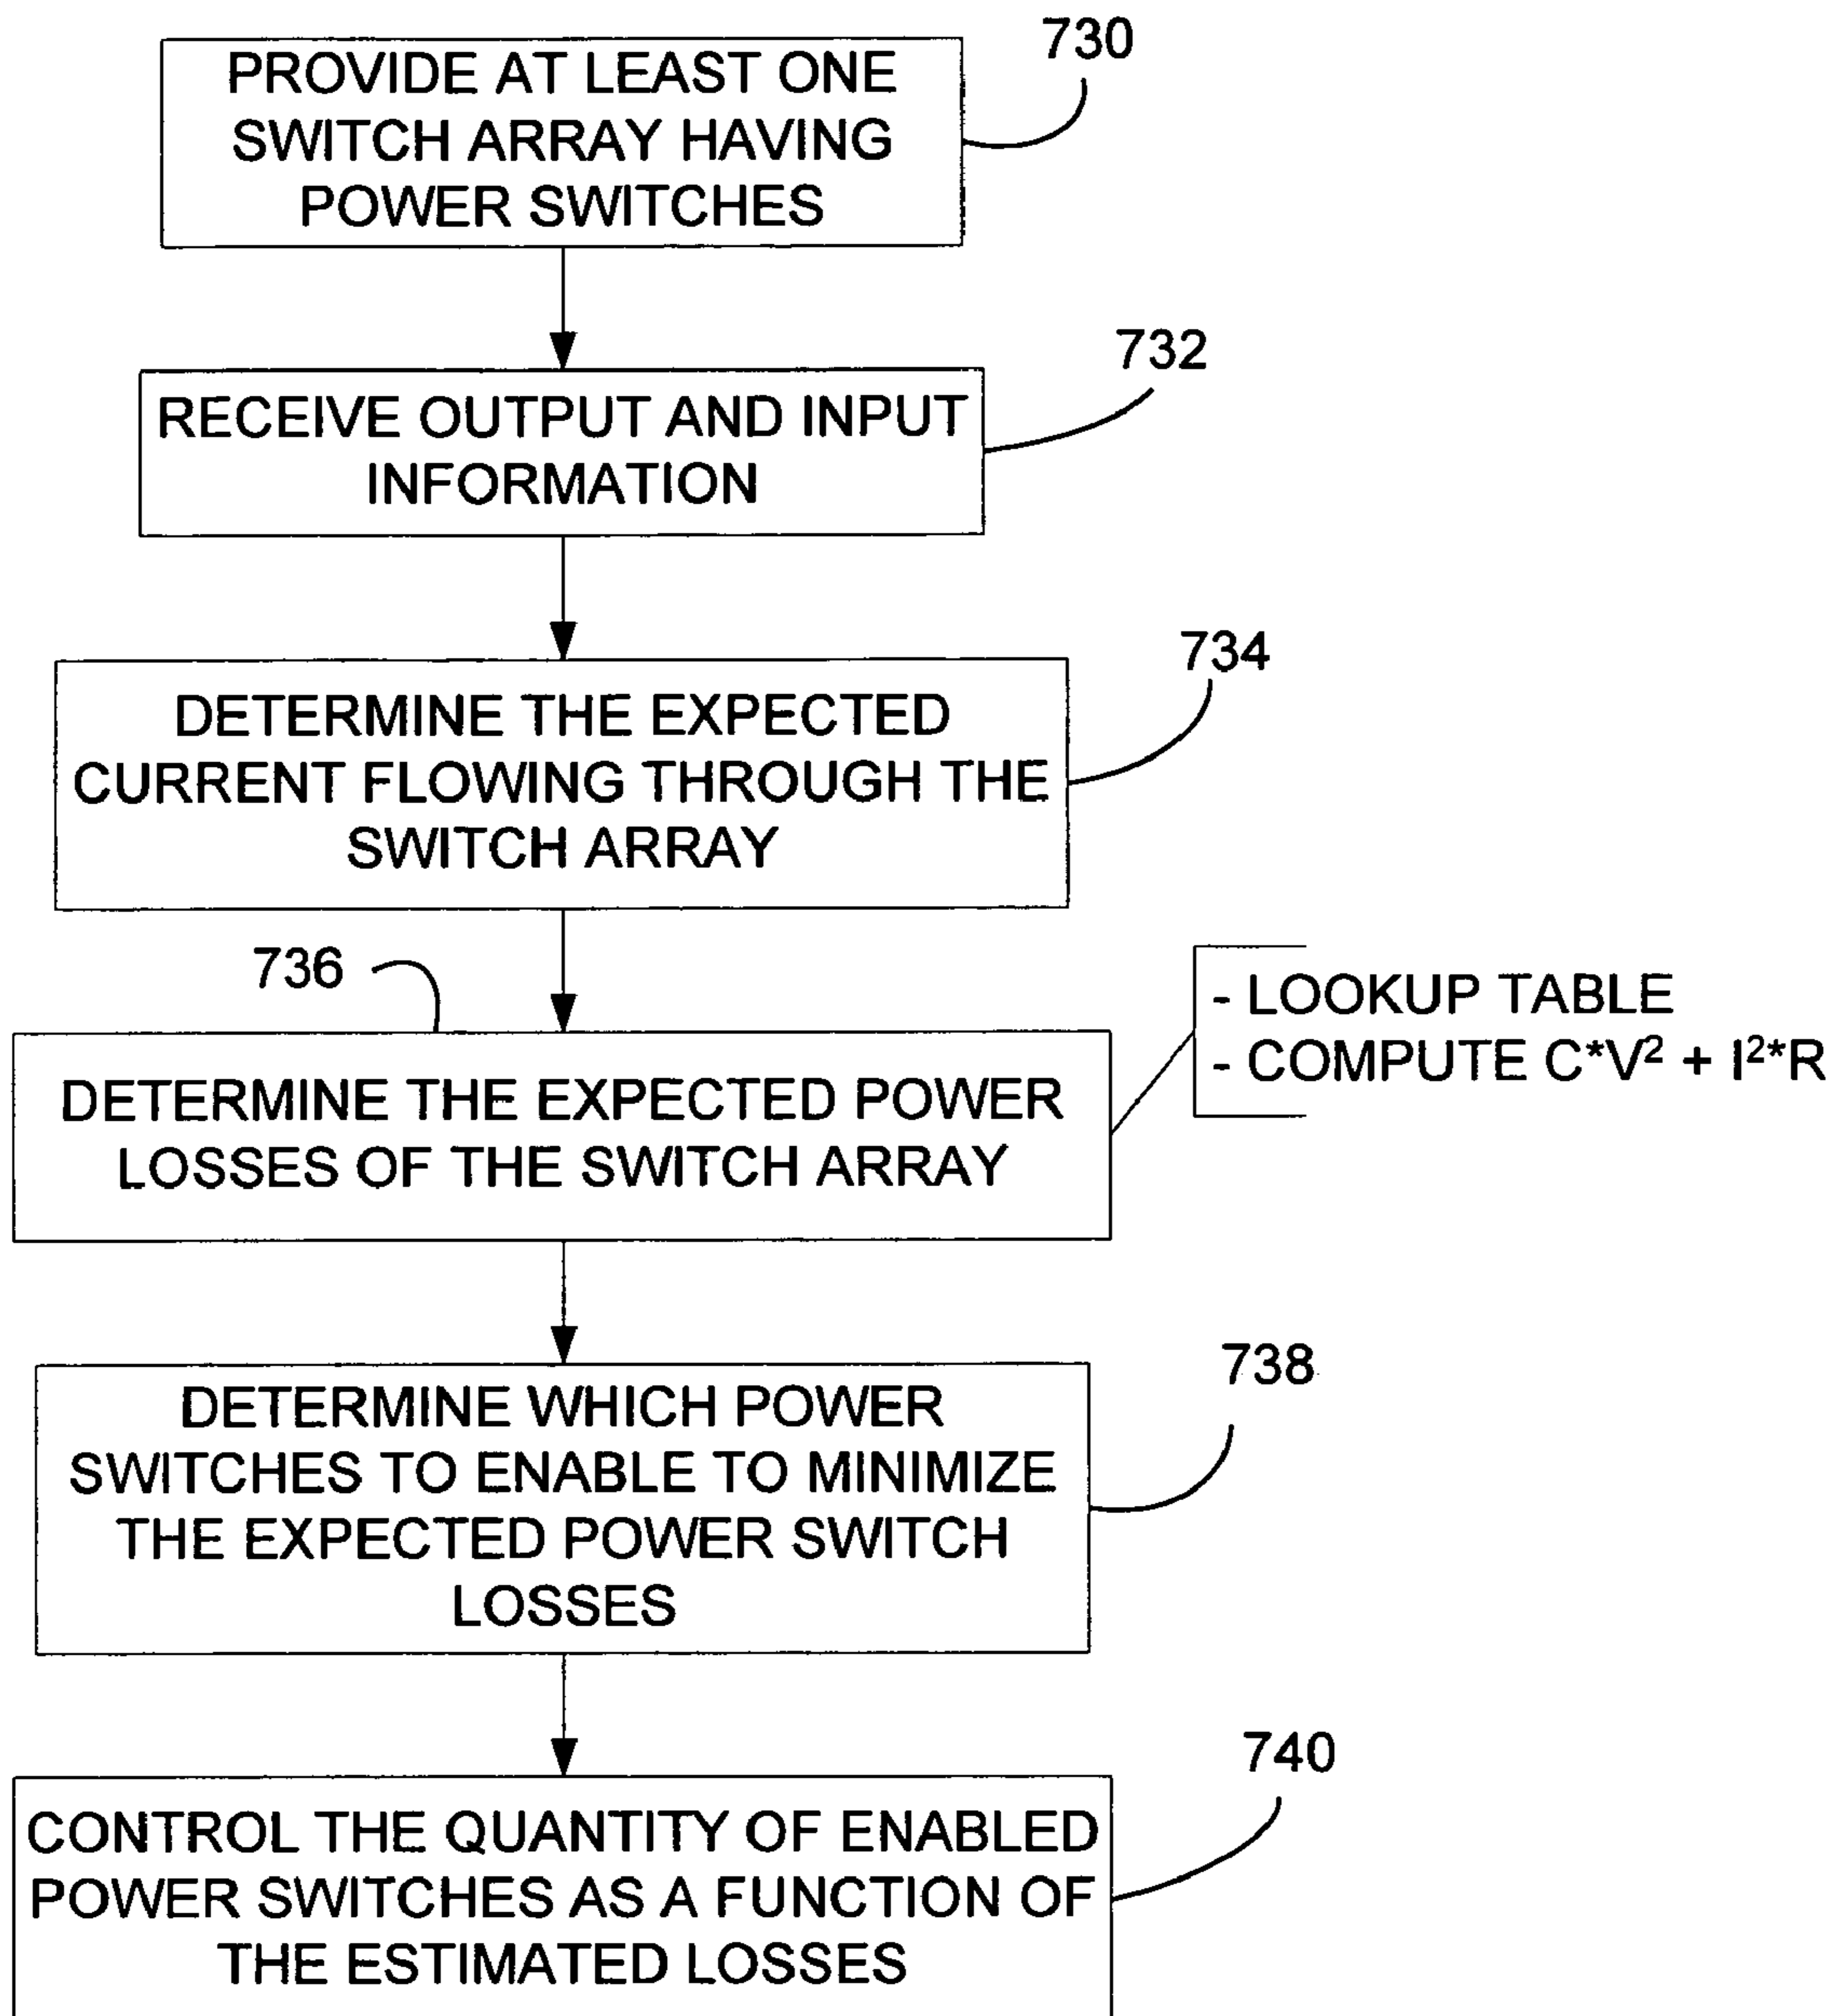 730
PROVIDE AT LEAST ONE
SWITCH ARRAY HAVING
POWER SWITCHES
732
RECEIVE OUTPUT AND INPUT
INFORMATION
734
DETERMINE THE EXPECTED
CURRENT FLOWING THROUGH THE
SWITCH ARRAY
736
DETERMINE THE EXPECTED POWER
LOSSES OF THE SWITCH ARRAY
- LOOKUP TABLE
- COMPUTE C*V² + I²*R
738
DETERMINE WHICH POWER
SWITCHES TO ENABLE TO MINIMIZE
THE EXPECTED POWER SWITCH
LOSSES
740
CONTROL THE QUANTITY OF ENABLED
POWER SWITCHES AS A FUNCTION OF
THE ESTIMATED LOSSES